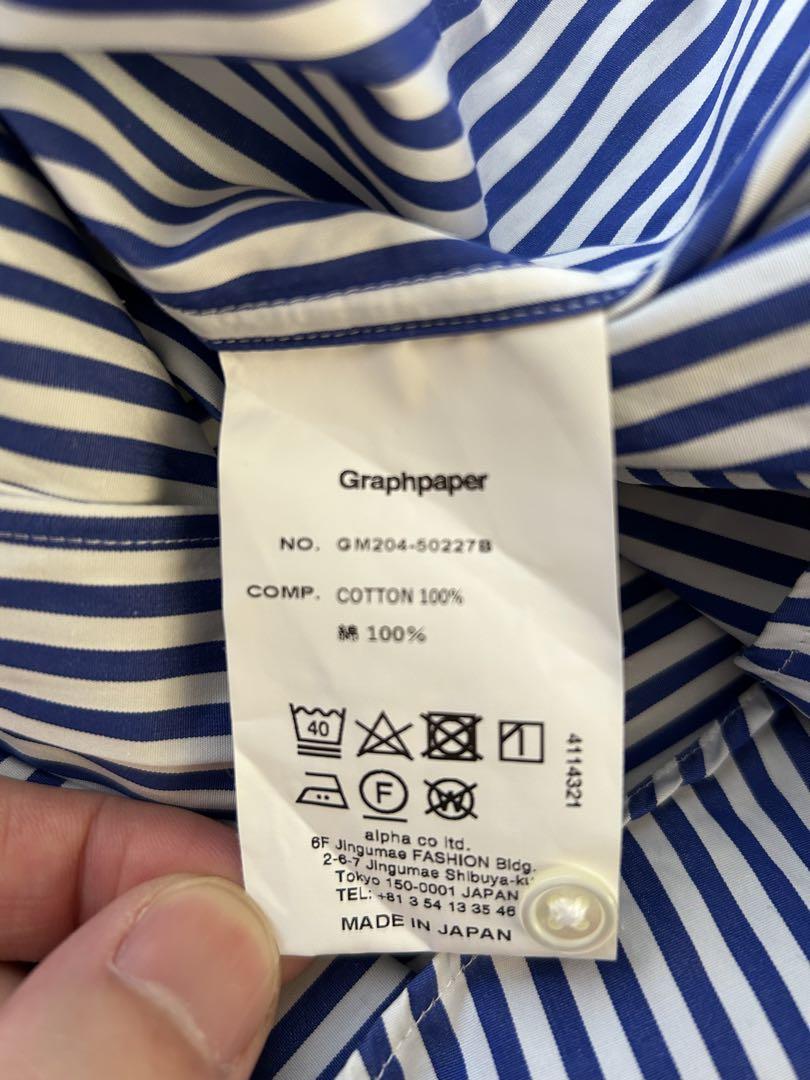 Graphpaper
NO. GM204-50227B
COMP. COTTON 100%
綿 100%
40
F
W
4114321
alpha co ltd.
6F Jingumae FASHION Bldg.
2-6-7 Jingumae Shibuya-ku
Tokyo 150-0001 JAPAN
TEL: +81 3 54 13 35 46
MADE IN JAPAN